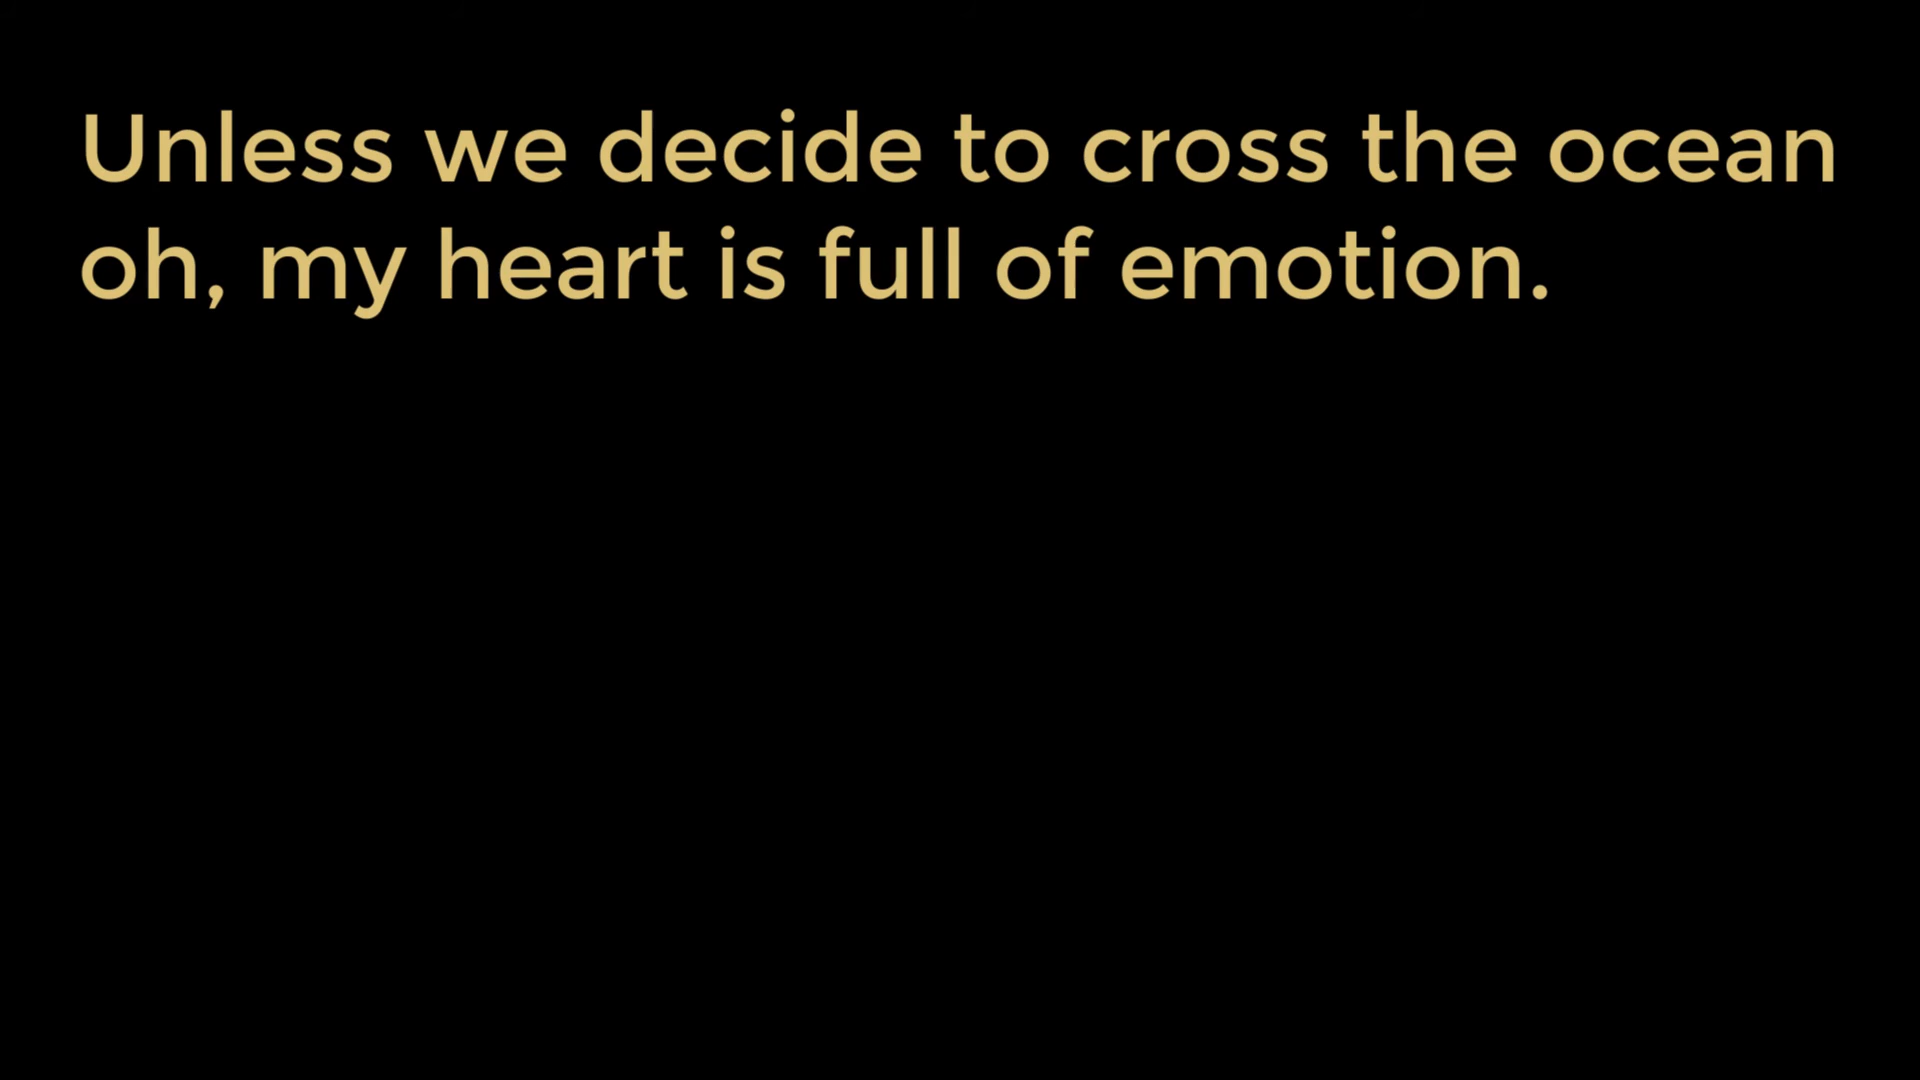 Unless we decide to cross the ocean
oh, my heart is full of emotion.